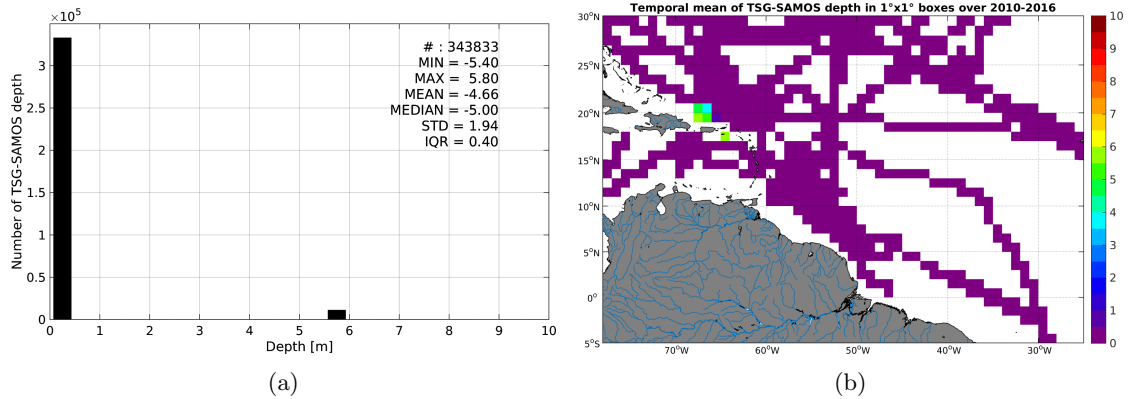 ×10⁵
# : 343833
MIN = -5.40
MAX = 5.80
MEAN = -4.66
MEDIAN = -5.00
STD = 1.94
IQR = 0.40
Number of TSG-SAMOS depth
3
2.5
2
1.5
1
0.5
0
0 1 2 3 4 5 6 7 8 9 10
Depth [m]
(a)
Temporal mean of TSG-SAMOS depth in 1°x1° boxes over 2010-2016
30°N
25°N
20°N
15°N
10°N
5°N
0°
5°S
70°W 60°W 50°W 40°W 30°W
10
9
8
7
6
5
4
3
2
1
0
(b)